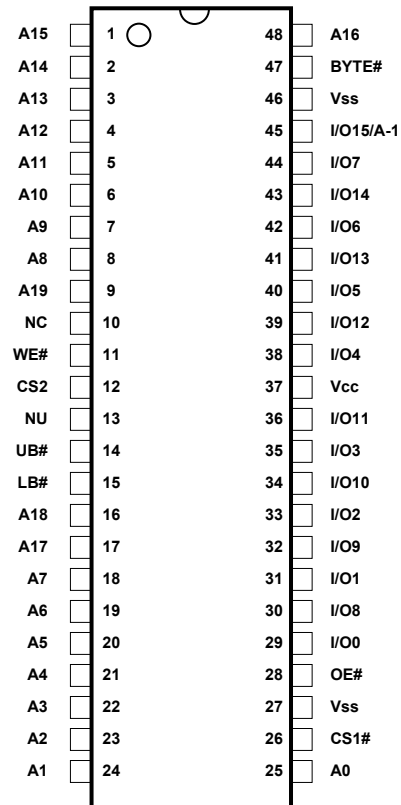 A15 1 48 A16
A14 2 47 BYTE#
A13 3 46 Vss
A12 4 45 I/O15/A-1
A11 5 44 I/O7
A10 6 43 I/O14
A9 7 42 I/O6
A8 8 41 I/O13
A19 9 40 I/O5
NC 10 39 I/O12
WE# 11 38 I/O4
CS2 12 37 Vcc
NU 13 36 I/O11
UB# 14 35 I/O3
LB# 15 34 I/O10
A18 16 33 I/O2
A17 17 32 I/O9
A7 18 31 I/O1
A6 19 30 I/O8
A5 20 29 I/O0
A4 21 28 OE#
A3 22 27 Vss
A2 23 26 CS1#
A1 24 25 A0